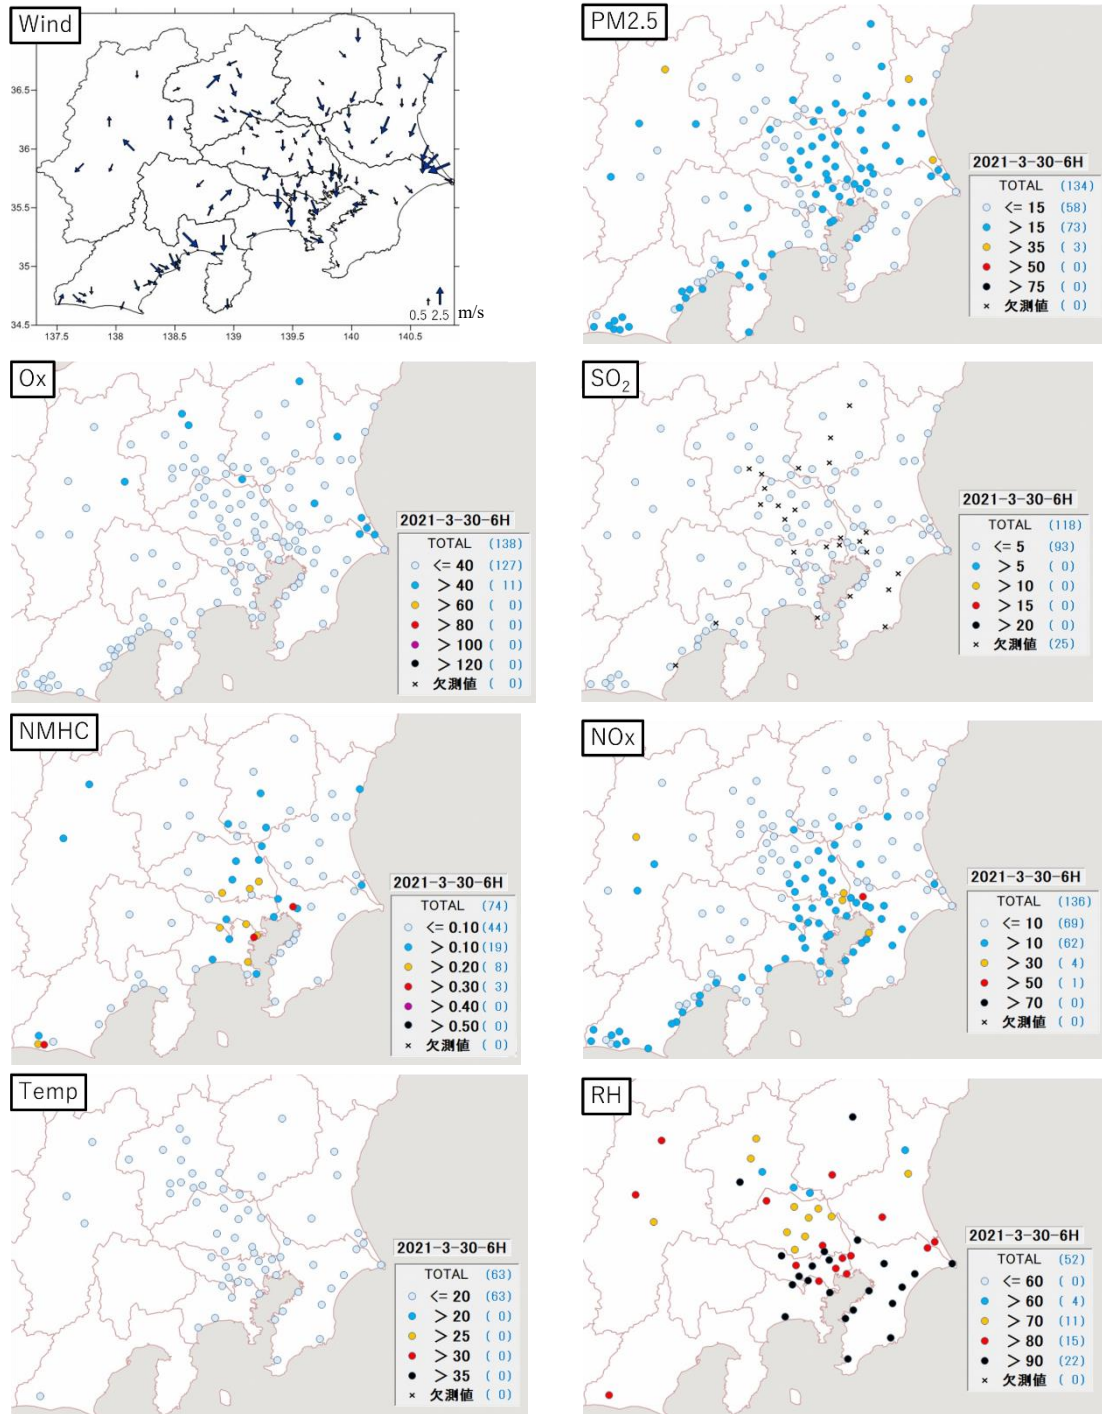 Wind
36.5
36
35.5
35
34.5
137.5 138 138.5 139 139.5 140 140.5
0.5 2.5 m/s
PM2.5
2021-3-30-6H
TOTAL (134)
<= 15 (58)
> 15 (73)
> 35 ( 3)
> 50 ( 0)
> 75 ( 0)
× 欠測値 ( 0)
Ox
2021-3-30-6H
TOTAL (138)
<= 40 (127)
> 40 ( 11)
> 60 ( 0)
> 80 ( 0)
> 100 ( 0)
> 120 ( 0)
× 欠測値 ( 0)
SO2
2021-3-30-6H
TOTAL (118)
<= 5 (93)
> 5 ( 0)
> 10 ( 0)
> 15 ( 0)
> 20 ( 0)
× 欠測値 (25)
NMHC
2021-3-30-6H
TOTAL (74)
<= 0.10 (44)
> 0.10 (19)
> 0.20 ( 8)
> 0.30 ( 3)
> 0.40 ( 0)
> 0.50 ( 0)
× 欠測値 ( 0)
NOx
2021-3-30-6H
TOTAL (136)
<= 10 (69)
> 10 (62)
> 30 ( 4)
> 50 ( 1)
> 70 ( 0)
× 欠測値 ( 0)
Temp
2021-3-30-6H
TOTAL (63)
<= 20 (63)
> 20 ( 0)
> 25 ( 0)
> 30 ( 0)
> 35 ( 0)
× 欠測値 ( 0)
RH
2021-3-30-6H
TOTAL (52)
<= 60 ( 0)
> 60 ( 4)
> 70 (11)
> 80 (15)
> 90 (22)
× 欠測値 ( 0)